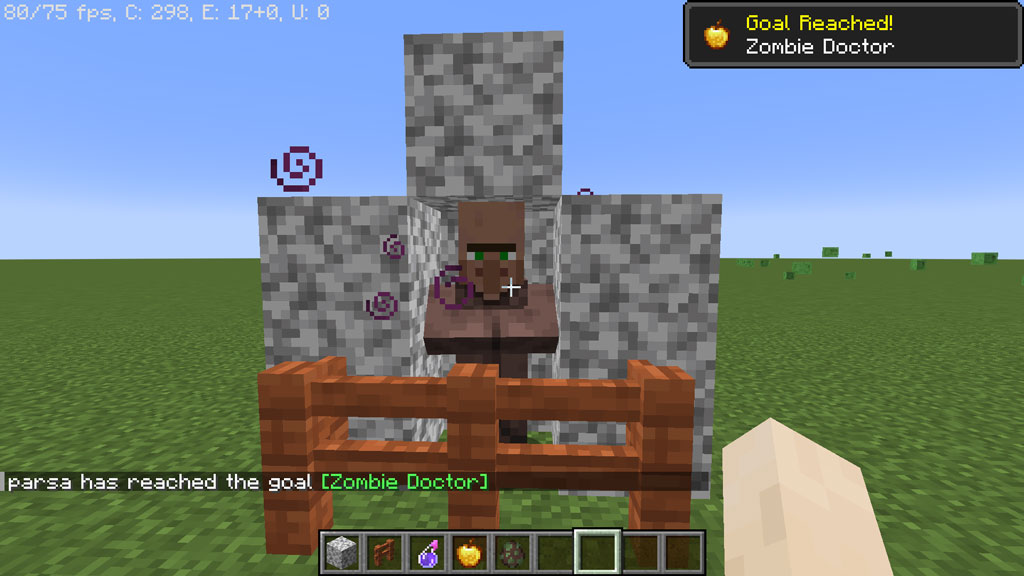 80/75 fps, C: 298, E: 17+0, U: 0
Goal Reached!
Zombie Doctor
parsa has reached the goal [Zombie Doctor]